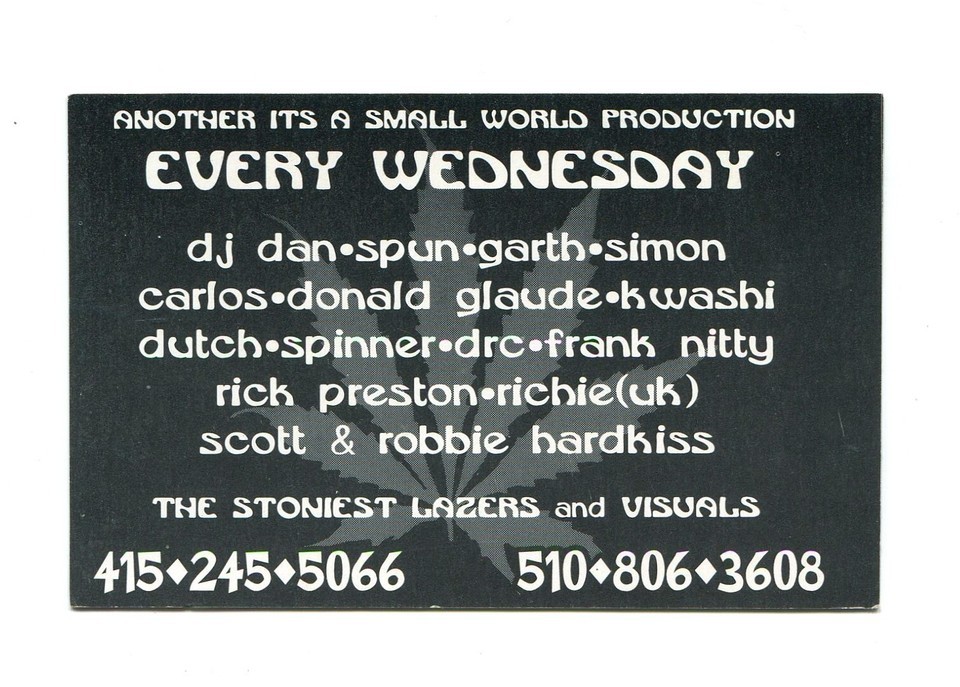 ANOTHER ITS A SMALL WORLD PRODUCTION
EVERY WEDNESDAY
dj dan•spun•garth•simon
carlos•donald glaude•kwashi
dutch•spinner•drc•frank nitty
rick preston•richie(uk)
scott & robbie hardkiss
THE STONIEST LAZERS and VISUALS
415♦245♦5066 510♦806♦3608